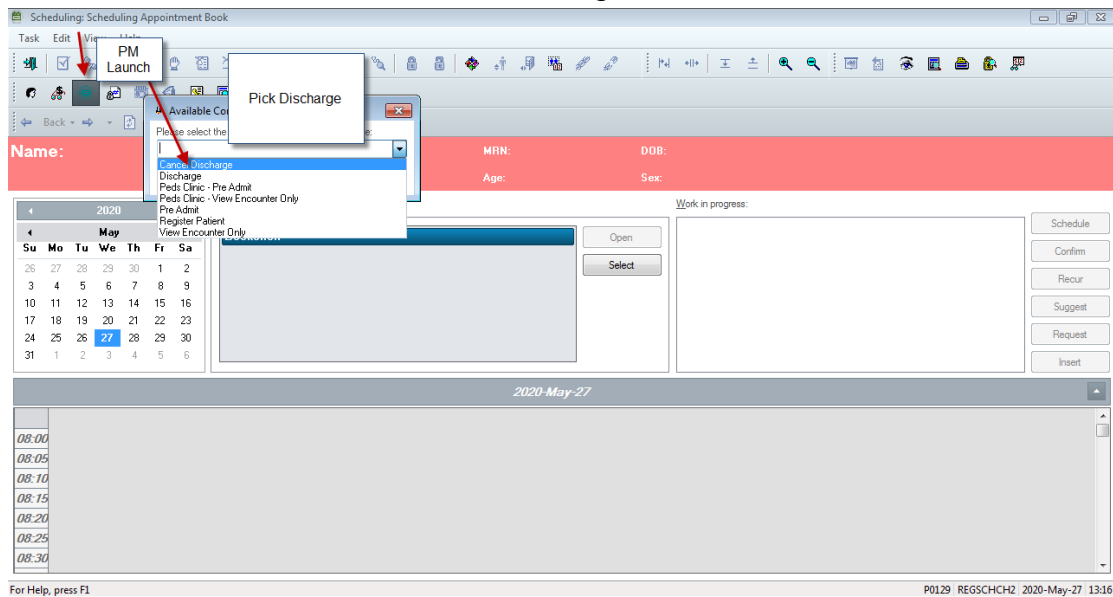 Scheduling: Scheduling Appointment Book
Task Edit View Help
PM
Launch
Pick Discharge
Back
Available
Please select the
Name:
MRN:
DOB:
Age:
Sex:
Cancel Discharge
Discharge
Peds Clinic - Pre Admit
Peds Clinic - View Encounter Only
Pre Admit
Register Patient
View Encounter Only
2020
May
Su Mo Tu We Th Fr Sa
26 27 28 29 30 1 2
3 4 5 6 7 8 9
10 11 12 13 14 15 16
17 18 19 20 21 22 23
24 25 26 27 28 29 30
31 1 2 3 4 5 6
Open
Select
Work in progress:
Schedule
Confirm
Recur
Suggest
Request
Insert
2020-May-27
08:00
08:05
08:10
08:15
08:20
08:25
08:30
For Help, press F1
P0129 REGSCHCH2 2020-May-27 13:16